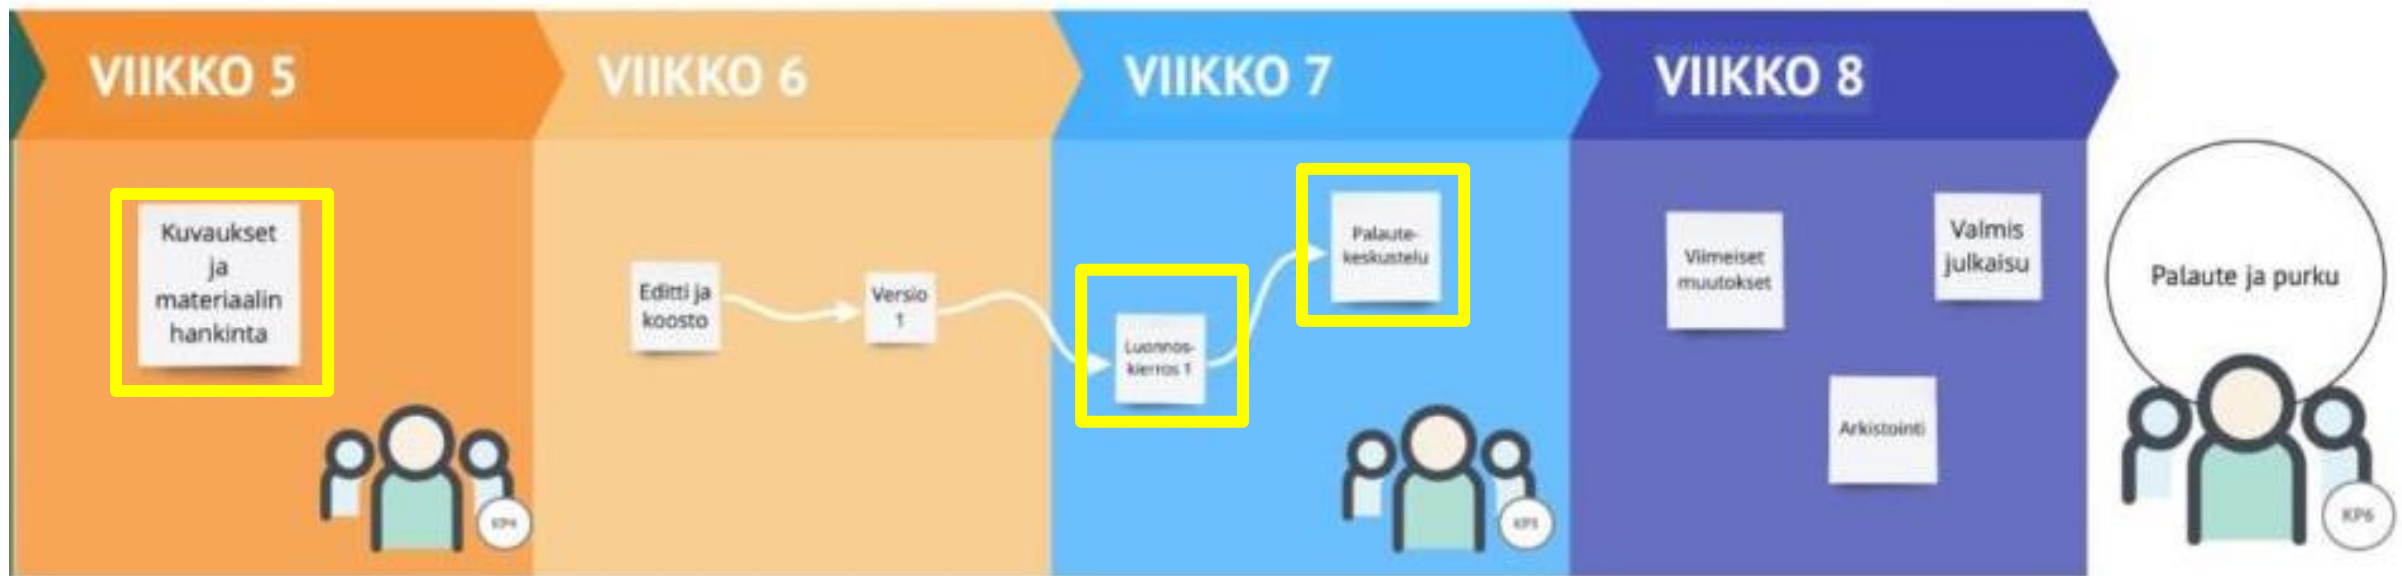 VIIKKO 5
VIIKKO 6
VIIKKO 7
VIIKKO 8
Kuvaukset
ja
materiaalin
hankinta
KP4
Editti ja
koosto
Versio
1
Luonnos-
kierros 1
Palaute-
keskustelu
KP5
Viimeiset
muutokset
Valmis
julkaisu
Arkistointi
Palaute ja purku
KP6